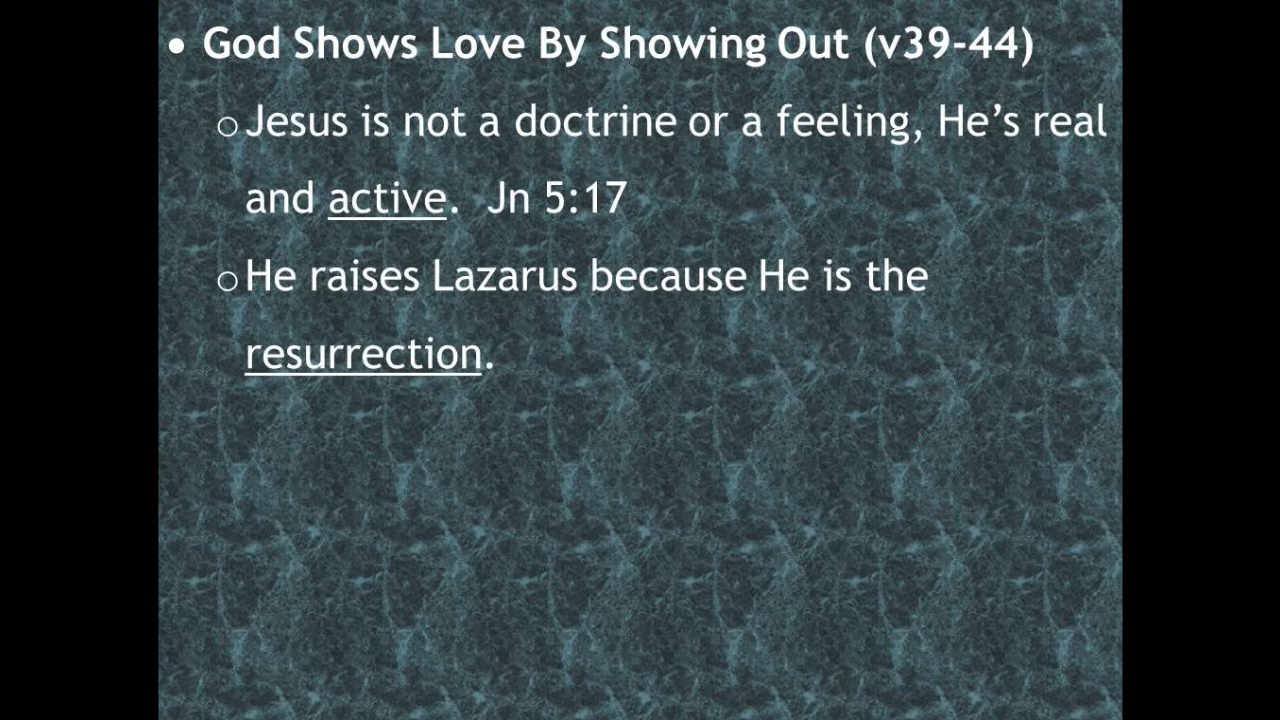 • God Shows Love By Showing Out (v39-44)
o Jesus is not a doctrine or a feeling, He’s real
and active. Jn 5:17
o He raises Lazarus because He is the
resurrection.